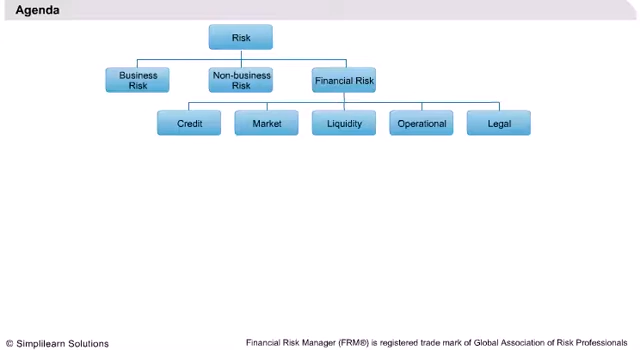 Agenda
Risk
Business
Risk
Non-business
Risk
Financial Risk
Credit
Market
Liquidity
Operational
Legal
© Simplilearn Solutions
Financial Risk Manager (FRM®) is registered trade mark of Global Association of Risk Professionals